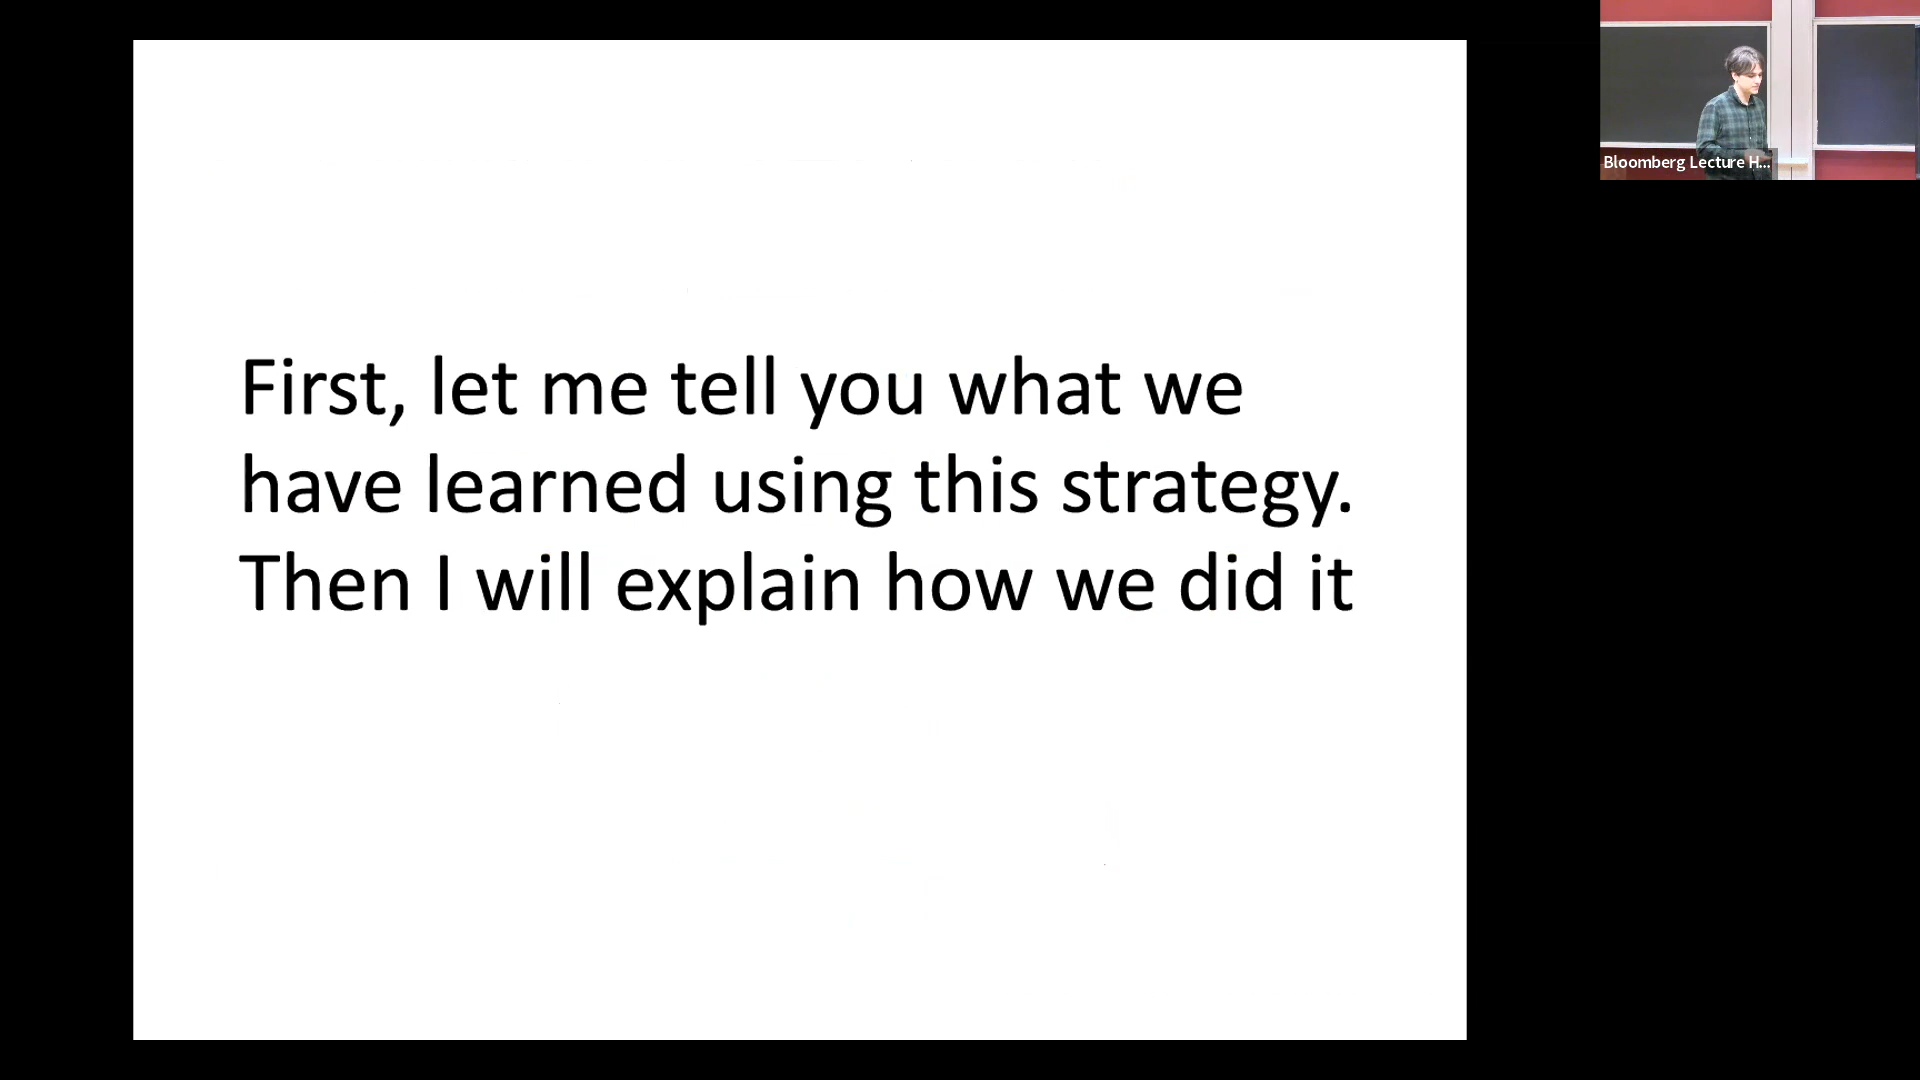 First, let me tell you what we
have learned using this strategy.
Then I will explain how we did it
Bloomberg Lecture H...